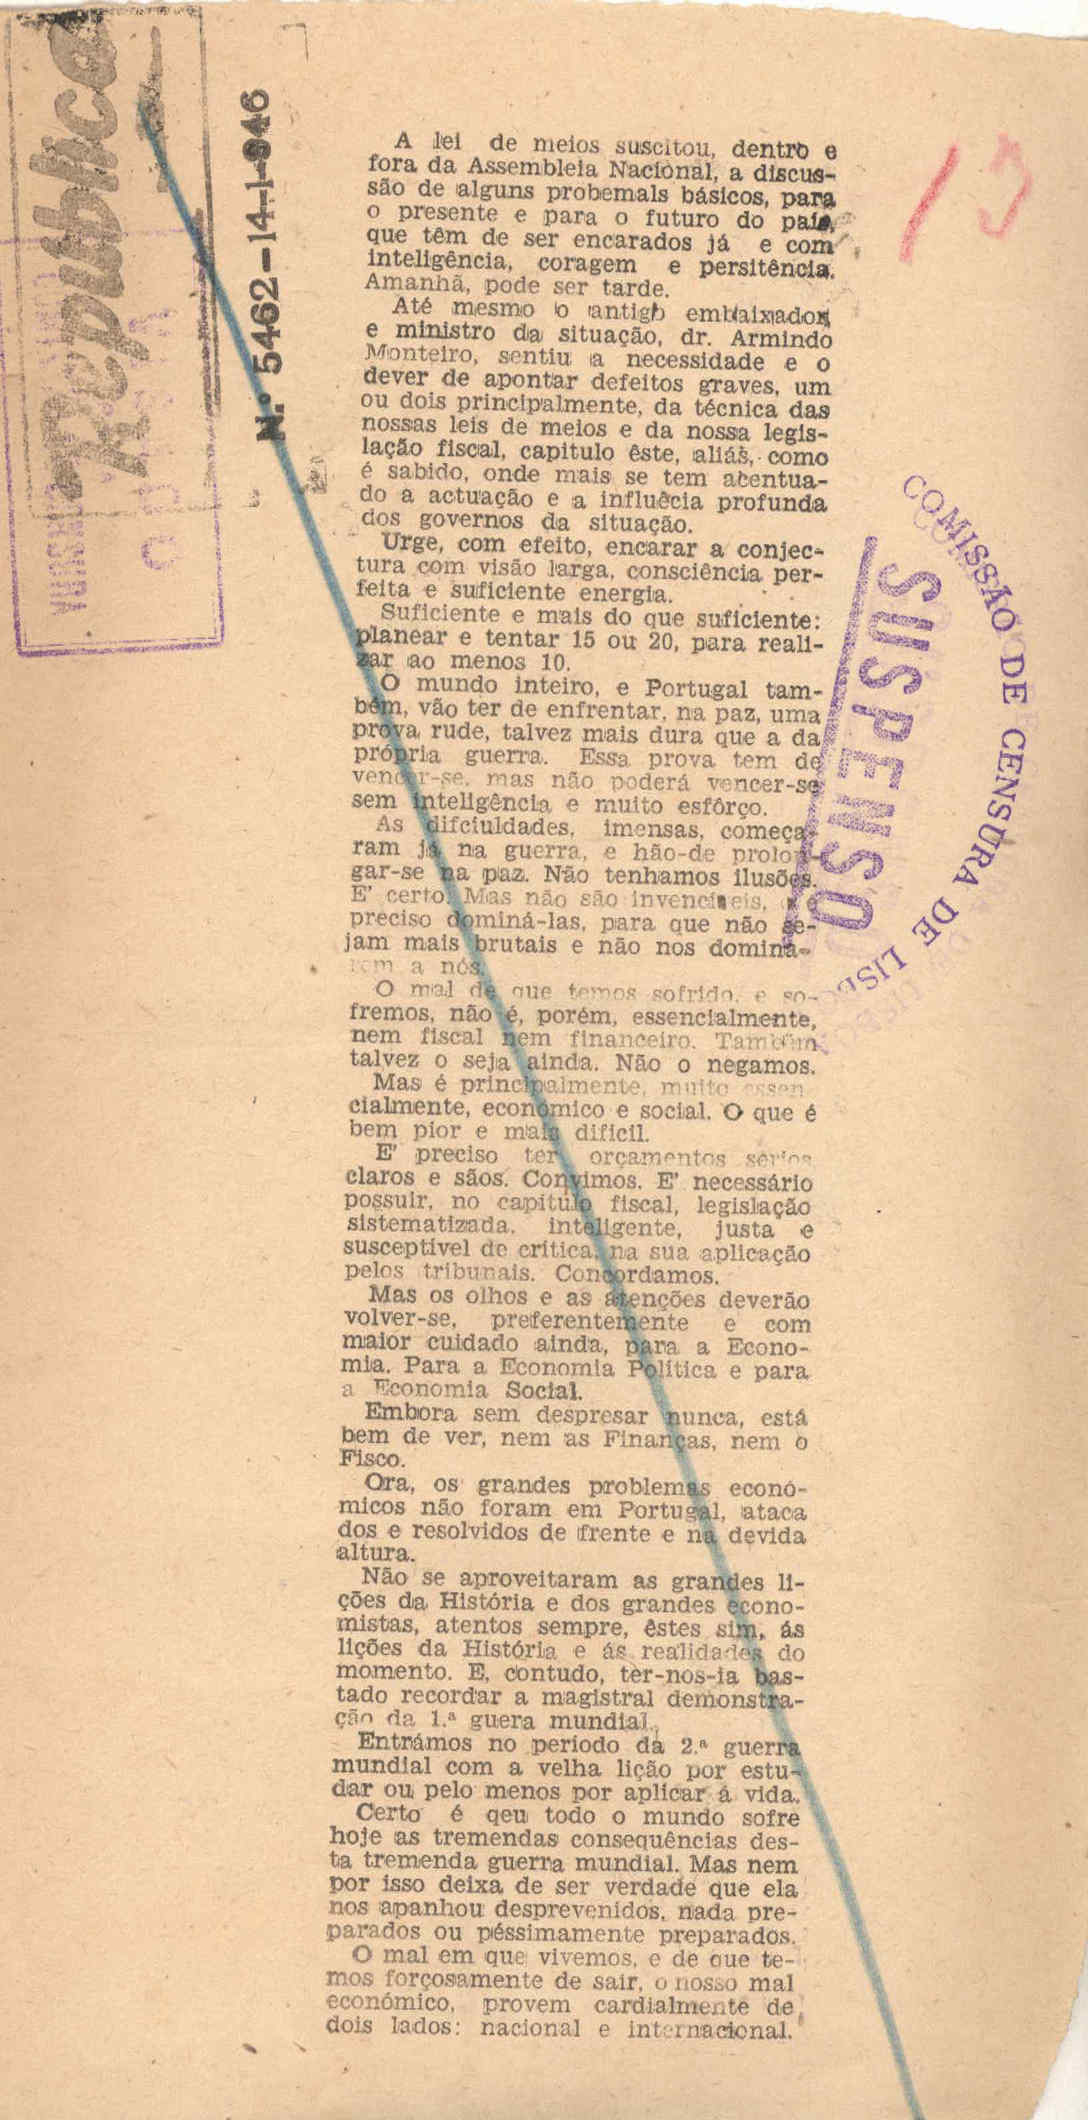 República
N.º 5462-14-1-946
13
A lei de meios suscitou, dentro e
fora da Assembleia Nacional, a discus-
são de alguns probemals básicos, para
o presente e para o futuro do país,
que têm de ser encarados já e com
inteligência, coragem e persitência.
Amanhã, pode ser tarde.
Até mesmo o antigo embaixador
e ministro da situação, dr. Armindo
Monteiro, sentiu a necessidade e o
dever de apontar defeitos graves, um
ou dois principalmente, da técnica das
nossas leis de meios e da nossa legis-
lação fiscal, capitulo êste, aliás, como
é sabido, onde mais se tem acentua-
do a actuação e a influêcia profunda
dos governos da situação.
Urge, com efeito, encarar a conjec-
tura com visão larga, consciência per-
feita e suficiente energia.
Suficiente e mais do que suficiente:
planear e tentar 15 ou 20, para reali-
zar ao menos 10.
O mundo inteiro, e Portugal tam-
bém, vão ter de enfrentar, na paz, uma
prova rude, talvez mais dura que a da
própria guerra. Essa prova tem de
vencer-se, mas não poderá vencer-se
sem inteligência e muito esfôrço.
As difciuldades, imensas, começa-
ram já na guerra, e hão-de prolon-
gar-se na paz. Não tenhamos ilusões.
E' certo. Mas não são invencíveis, e é
preciso dominá-las, para que não se-
jam mais brutais e não nos domina-
rem a nós.
O mal de que temos sofrido, e so-
fremos, não é, porém, essencialmente,
nem fiscal nem financeiro. Também
talvez o seja ainda. Não o negamos.
Mas é principalmente, muito essen
cialmente, económico e social. O que é
bem pior e mais dificil.
E' preciso ter orçamentos sérios
claros e sãos. Convimos. E' necessário
possuir, no capitulo fiscal, legislação
sistematizada, inteligente, justa e
susceptivel de critica, na sua aplicação
pelos tribunais. Concordamos.
Mas os olhos e as atenções deverão
volver-se, preferentemente e com
maior cuidado ainda, para a Econo-
mia. Para a Economia Politica e para
a Economia Social.
Embora sem despresar nunca, está
bem de ver, nem as Finanças, nem o
Fisco.
Ora, os grandes problemas econó-
micos não foram em Portugal, ataca
dos e resolvidos de frente e na devida
altura.
Não se aproveitaram as grandes li-
ções da História e dos grandes econo-
mistas, atentos sempre, êstes sim, ás
lições da História e ás realidades do
momento. E, contudo, ter-nos-ia bas-
tado recordar a magistral demonstra-
ção da 1.ª guera mundial.
Entrámos no periodo da 2.ª guerra
mundial com a velha lição por estu-
dar ou pelo menos por aplicar á vida.
Certo é qeu todo o mundo sofre
hoje as tremendas consequências des-
ta tremenda guerra mundial. Mas nem
por isso deixa de ser verdade que ela
nos apanhou desprevenidos, nada pre-
parados ou péssimamente preparados.
O mal em que vivemos, e de que te-
mos forçosamente de sair, o nosso mal
económico, provem cardialmente de
dois lados: nacional e internacional.
COMISSÃO DE CENSURA DE LISBOA
SUSPENSO